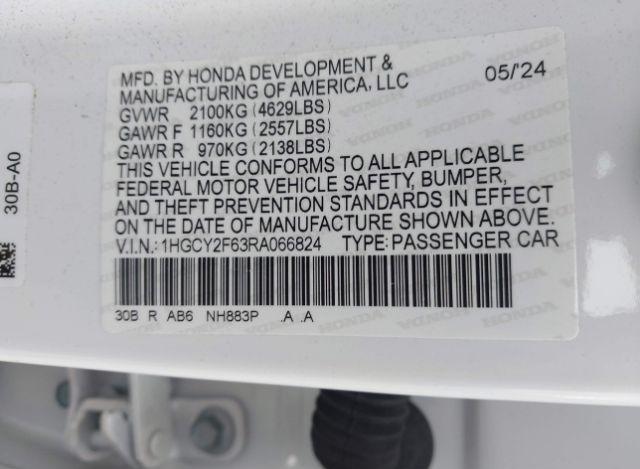 MFD. BY HONDA DEVELOPMENT & 05/'24
MANUFACTURING OF AMERICA, LLC
GVWR 2100KG (4629LBS)
GAWR F 1160KG (2557LBS)
GAWR R 970KG (2138LBS)
THIS VEHICLE CONFORMS TO ALL APPLICABLE
FEDERAL MOTOR VEHICLE SAFETY, BUMPER,
AND THEFT PREVENTION STANDARDS IN EFFECT
ON THE DATE OF MANUFACTURE SHOWN ABOVE.
V.I.N.: 1HGCY2F63RA066824 TYPE: PASSENGER CAR
30B R AB6 NH883P .A .A
30B-A0
HONDA